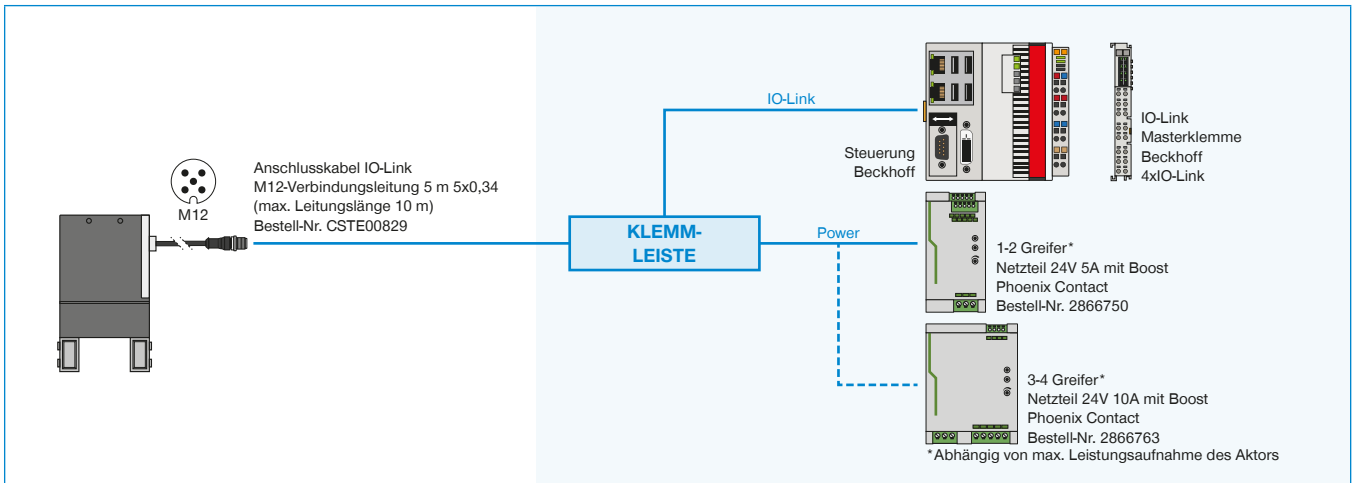 IO-Link
IO-Link
Masterklemme
Beckhoff
4xIO-Link
Steuerung
Beckhoff
Anschlusskabel IO-Link
M12-Verbindungsleitung 5 m 5x0,34
(max. Leitungslänge 10 m)
Bestell-Nr. CSTE00829
M12
KLEMM-
LEISTE
Power
1-2 Greifer*
Netzteil 24V 5A mit Boost
Phoenix Contact
Bestell-Nr. 2866750
3-4 Greifer*
Netzteil 24V 10A mit Boost
Phoenix Contact
Bestell-Nr. 2866763
*Abhängig von max. Leistungsaufnahme des Aktors